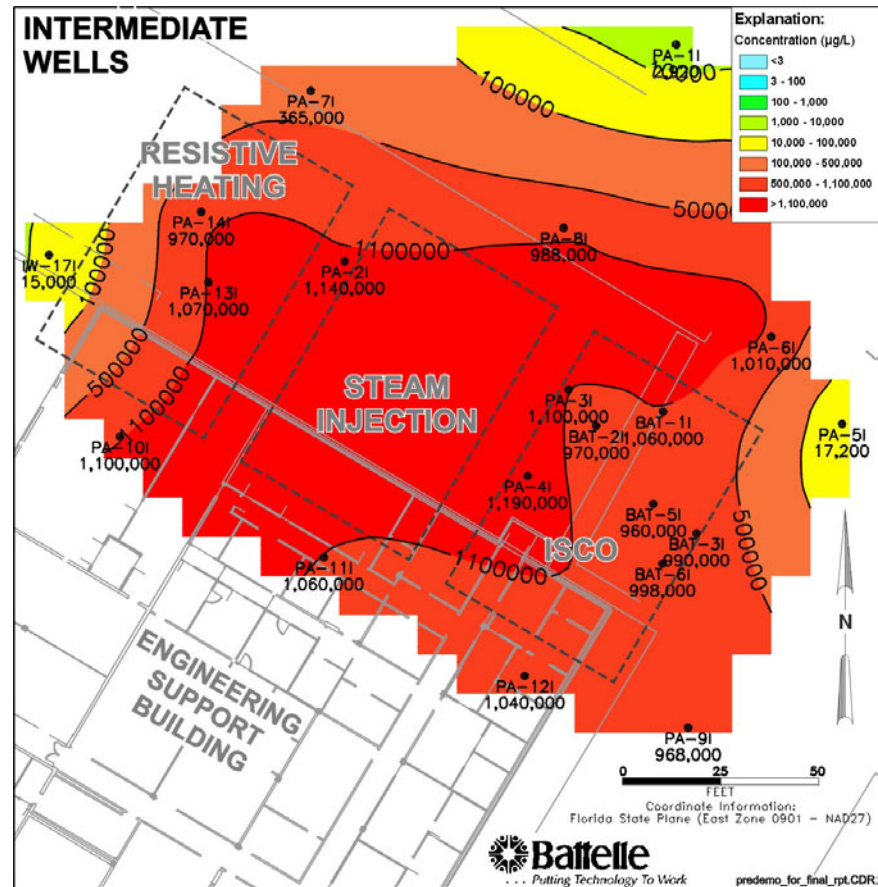 INTERMEDIATE
WELLS
Explanation:
Concentration (µg/L)
<3
3 - 100
100 - 1,000
1,000 - 10,000
10,000 - 100,000
100,000 - 500,000
500,000 - 1,100,000
>1,100,000
PA-1I
100000
PA-7I
365,000
RESISTIVE
HEATING
500000
PA-14I
970,000
1100000
PA-8I
988,000
IW-17I
15,000
100000
PA-2I
1,140,000
PA-13I
1,070,000
PA-6I
1,010,000
500000
STEAM
INJECTION
PA-3I
1,100,000
BAT-1I
1,060,000
BAT-2I
970,000
PA-5I
17,200
1100000
PA-10I
1,100,000
PA-4I
1,190,000
BAT-5I
960,000
BAT-3I
990,000
500000
ISCO
BAT-6I
998,000
PA-11I
1,060,000
1100000
N
ENGINEERING
SUPPORT
BUILDING
PA-12I
1,040,000
PA-9I
968,000
0 25 50
FEET
Coordinate Information:
Florida State Plane (East Zone 0901 - NAD27)
Battelle
... Putting Technology To Work
predemo_for_final_rpt.CDR